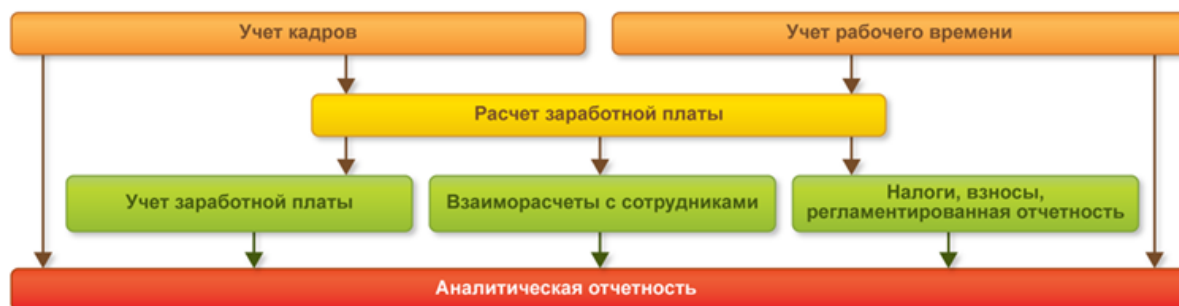 Учет кадров
Учет рабочего времени
Расчет заработной платы
Учет заработной платы
Взаиморасчеты с сотрудниками
Налоги, взносы,
регламентированная отчетность
Аналитическая отчетность